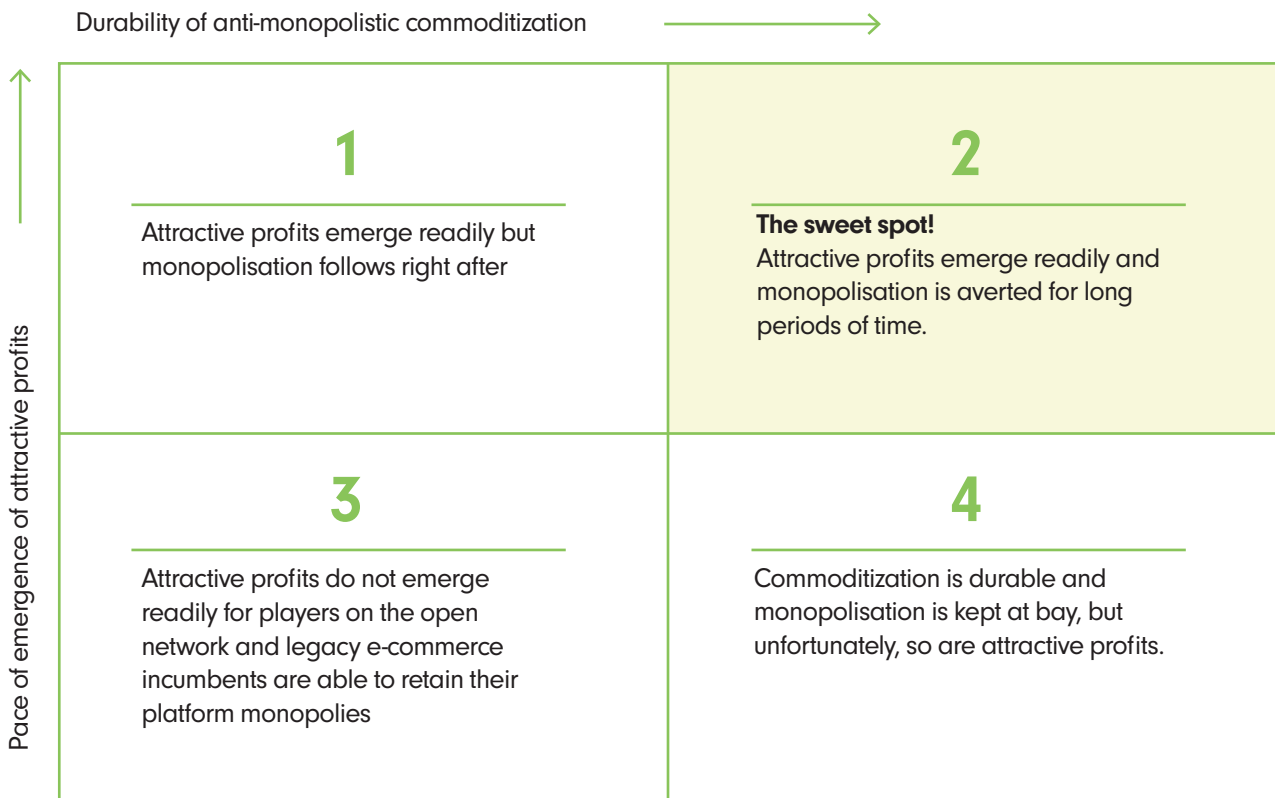 Durability of anti-monopolistic commoditization
Pace of emergence of attractive profits
1
Attractive profits emerge readily but
monopolisation follows right after
2
The sweet spot!
Attractive profits emerge readily and
monopolisation is averted for long
periods of time.
3
Attractive profits do not emerge
readily for players on the open
network and legacy e-commerce
incumbents are able to retain their
platform monopolies
4
Commoditization is durable and
monopolisation is kept at bay, but
unfortunately, so are attractive profits.